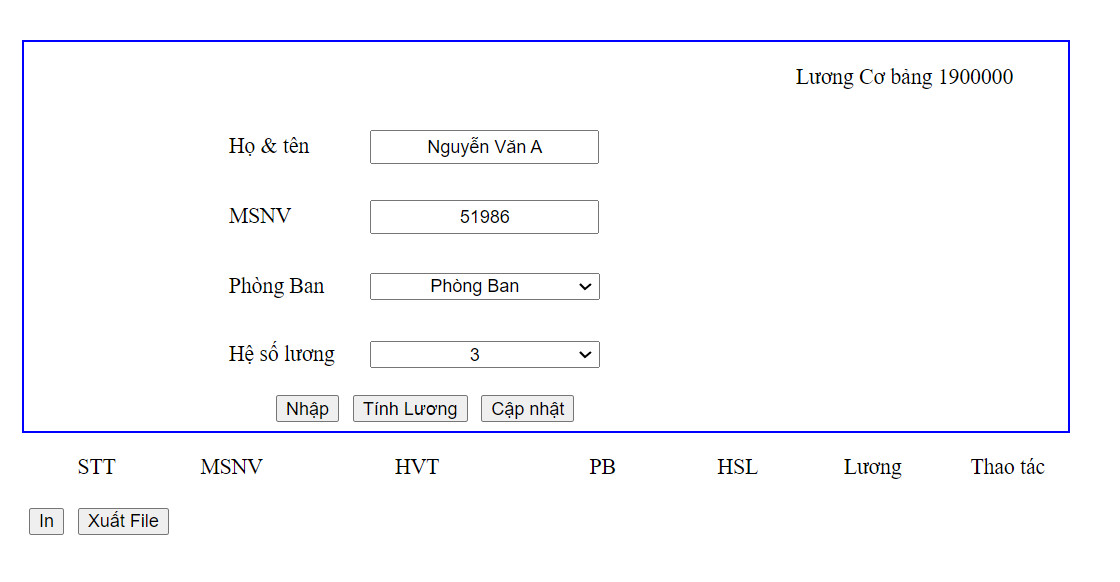 Lương Cơ bảng 1900000
Họ & tên Nguyễn Văn A
MSNV 51986
Phòng Ban Phòng Ban
Hệ số lương 3
Nhập Tính Lương Cập nhật
STT MSNV HVT PB HSL Lương Thao tác
In Xuất File